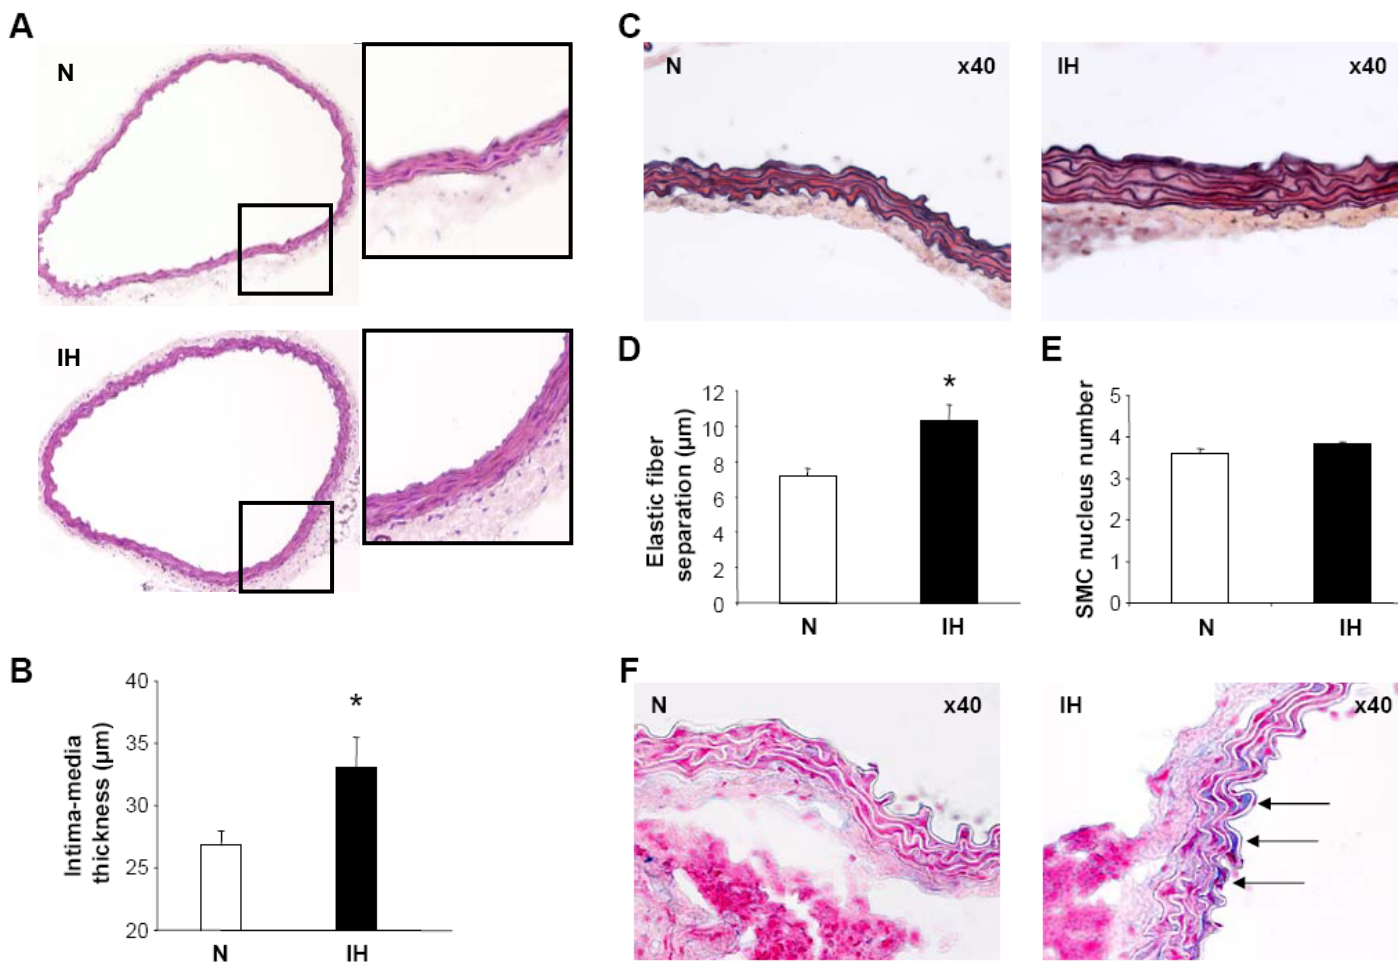 A
N
IH
B
Intima-media
thickness (µm)
40
35
30
25
20
*
N
IH
C
N
x40
IH
x40
D
Elastic fiber
separation (µm)
12
10
8
6
4
2
0
*
N
IH
E
SMC nucleus number
5
4
3
2
1
0
N
IH
F
N
x40
IH
x40